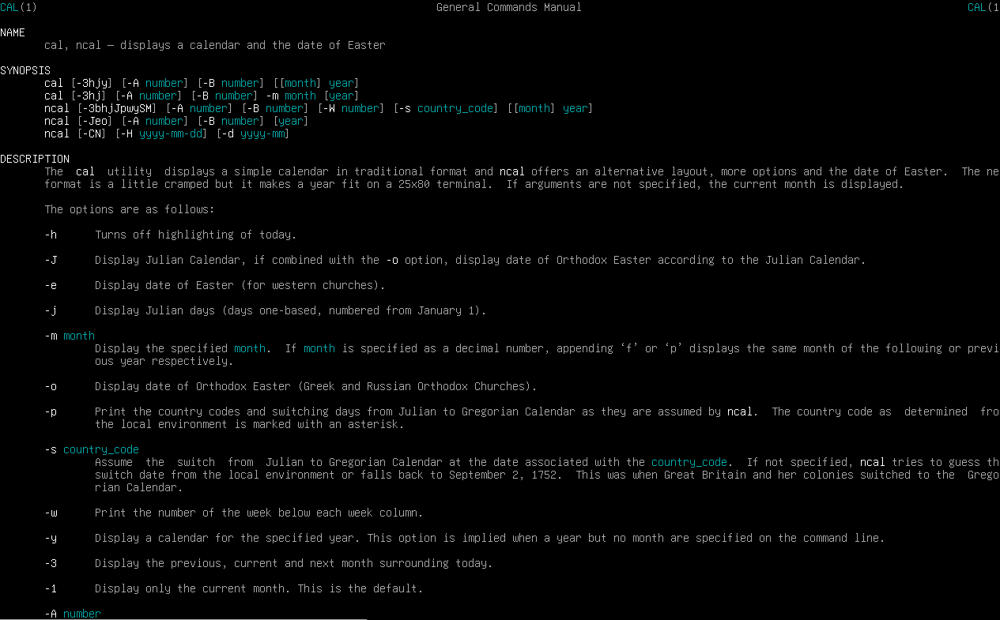 CAL(1) General Commands Manual CAL(1
NAME
cal, ncal — displays a calendar and the date of Easter
SYNOPSIS
cal [-3hjy] [-A number] [-B number] [[month] year]
cal [-3hj] [-A number] [-B number] -m month [year]
ncal [-3bhjJpwySM] [-A number] [-B number] [-W number] [-s country_code] [[month] year]
ncal [-Jeo] [-A number] [-B number] [year]
ncal [-CN] [-H yyyy-mm-dd] [-d yyyy-mm]
DESCRIPTION
The cal utility displays a simple calendar in traditional format and ncal offers an alternative layout, more options and the date of Easter. The ne
format is a little cramped but it makes a year fit on a 25x80 terminal. If arguments are not specified, the current month is displayed.
The options are as follows:
-h Turns off highlighting of today.
-J Display Julian Calendar, if combined with the -o option, display date of Orthodox Easter according to the Julian Calendar.
-e Display date of Easter (for western churches).
-j Display Julian days (days one-based, numbered from January 1).
-m month
Display the specified month. If month is specified as a decimal number, appending ‘f’ or ‘p’ displays the same month of the following or previ
ous year respectively.
-o Display date of Orthodox Easter (Greek and Russian Orthodox Churches).
-p Print the country codes and switching days from Julian to Gregorian Calendar as they are assumed by ncal. The country code as determined fro
the local environment is marked with an asterisk.
-s country_code
Assume the switch from Julian to Gregorian Calendar at the date associated with the country_code. If not specified, ncal tries to guess th
switch date from the local environment or falls back to September 2, 1752. This was when Great Britain and her colonies switched to the Grego
rian Calendar.
-w Print the number of the week below each week column.
-y Display a calendar for the specified year. This option is implied when a year but no month are specified on the command line.
-3 Display the previous, current and next month surrounding today.
-1 Display only the current month. This is the default.
-A number